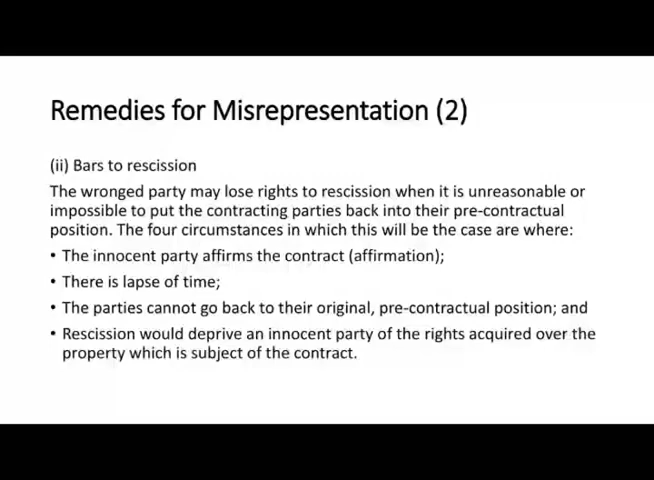 Remedies for Misrepresentation (2)
(ii) Bars to rescission
The wronged party may lose rights to rescission when it is unreasonable or
impossible to put the contracting parties back into their pre-contractual
position. The four circumstances in which this will be the case are where:
• The innocent party affirms the contract (affirmation);
• There is lapse of time;
• The parties cannot go back to their original, pre-contractual position; and
• Rescission would deprive an innocent party of the rights acquired over the
property which is subject of the contract.